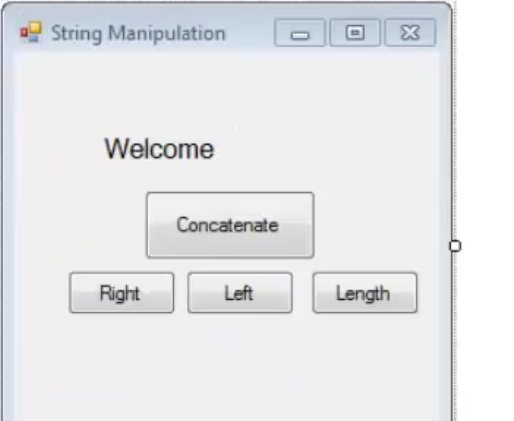 String Manipulation
Welcome
Concatenate
Right Left Length